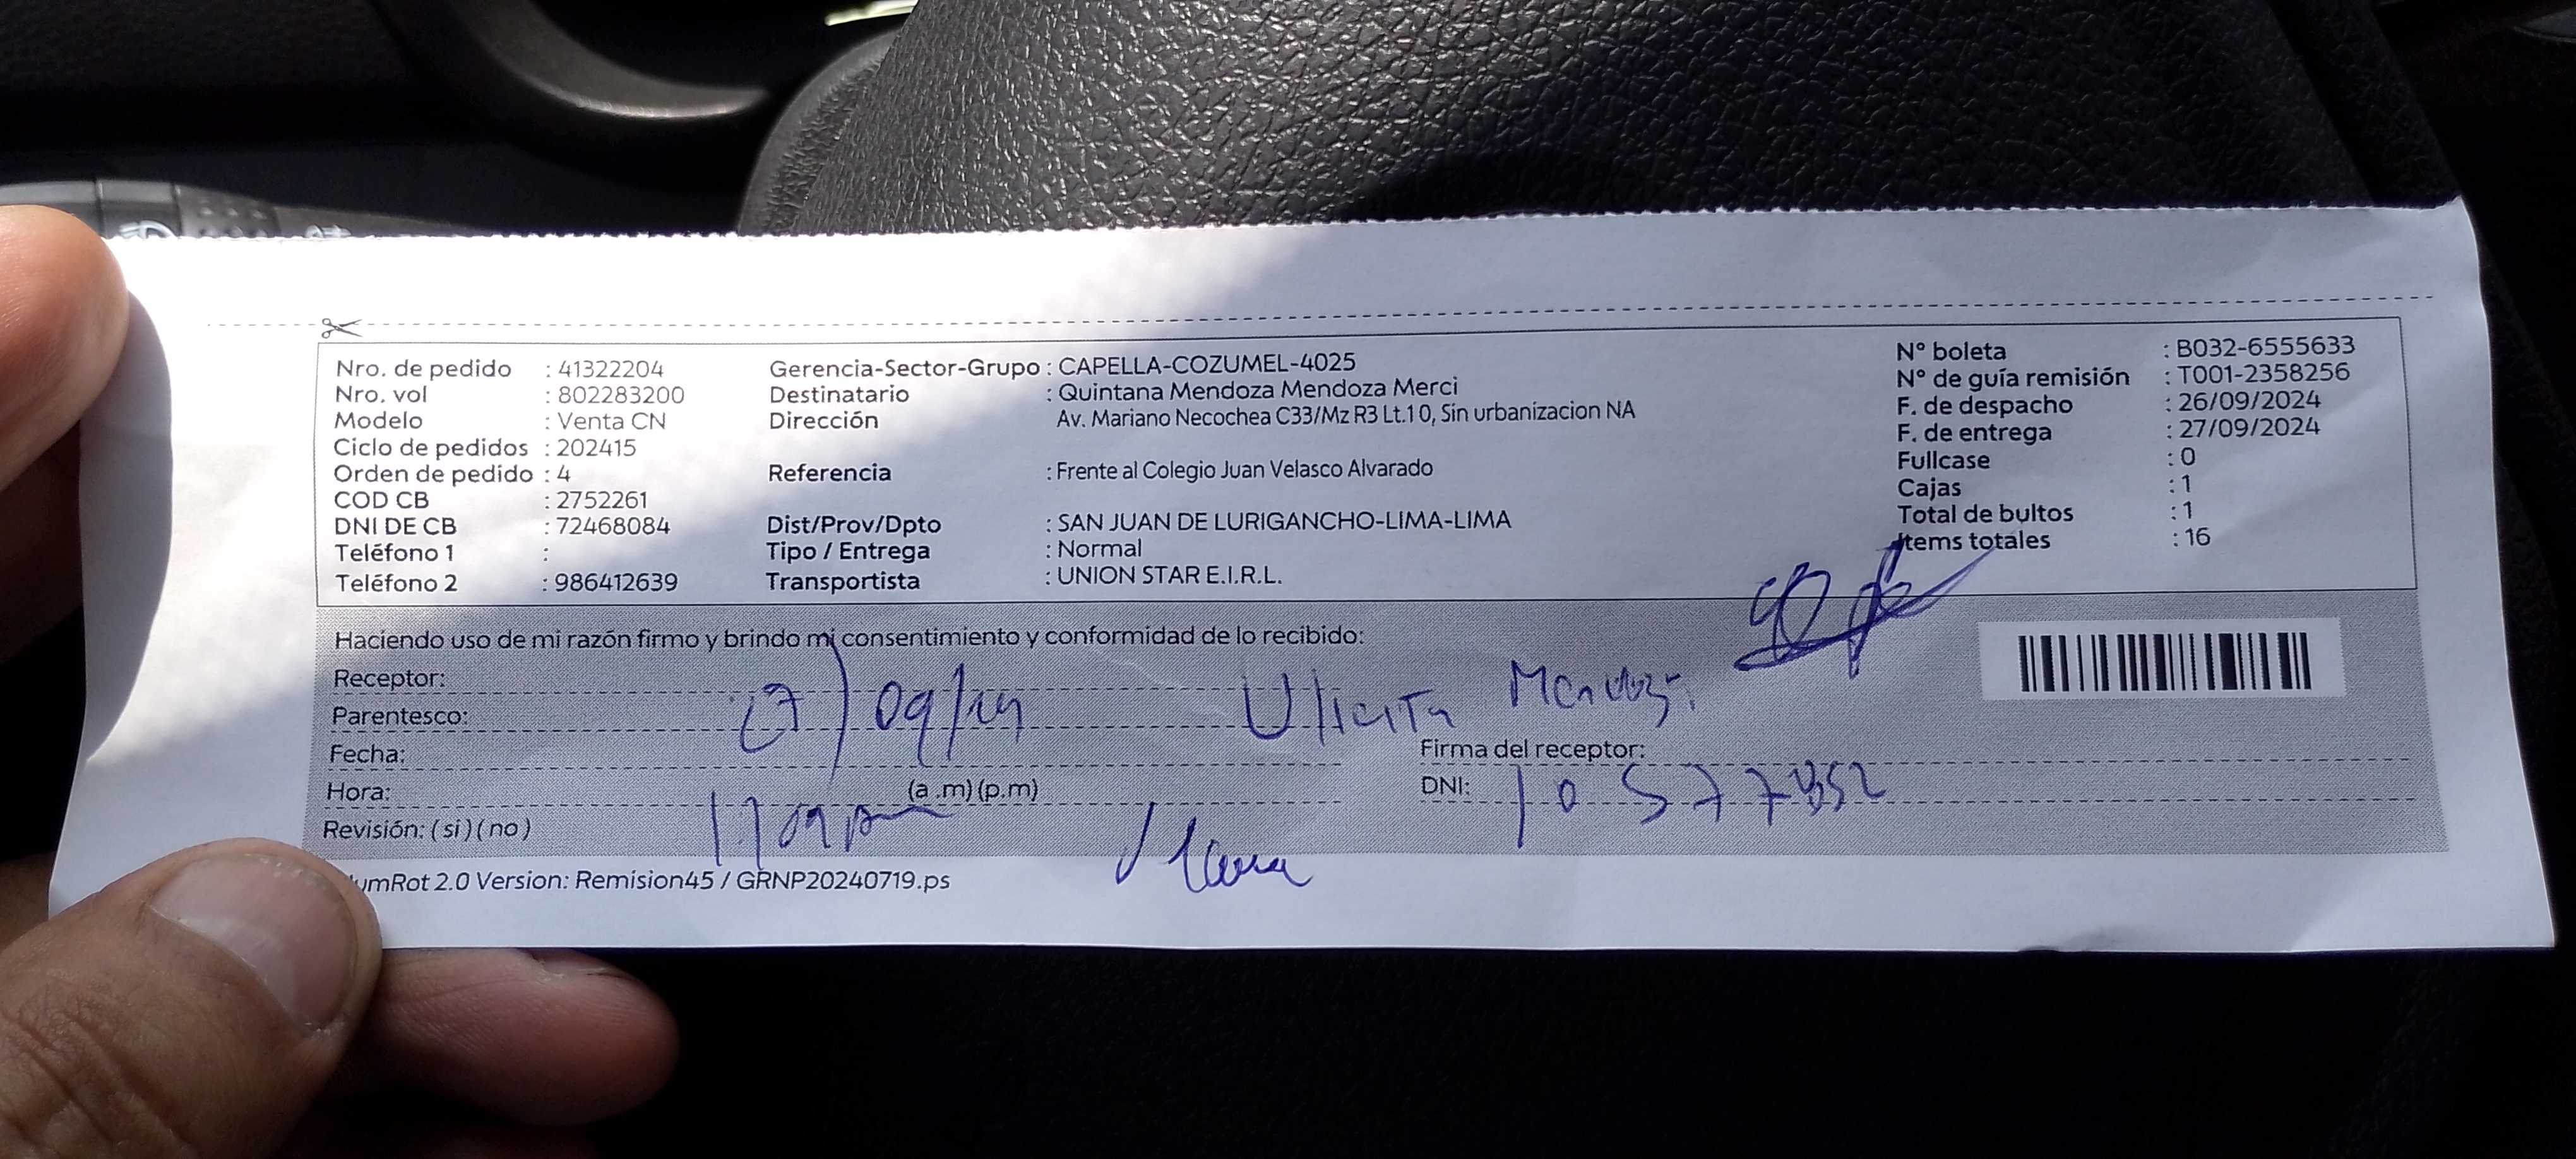 Nro. de pedido : 41322204
Nro. vol : 802283200
Modelo : Venta CN
Ciclo de pedidos : 202415
Orden de pedido : 4
COD CB : 2752261
DNI DE CB : 72468084
Teléfono 1 :
Teléfono 2 : 986412639
Gerencia-Sector-Grupo : CAPELLA-COZUMEL-4025
Destinatario : Quintana Mendoza Mendoza Merci
Dirección Av. Mariano Necochea C33/Mz R3 Lt.10, Sin urbanizacion NA
Referencia : Frente al Colegio Juan Velasco Alvarado
Dist/Prov/Dpto : SAN JUAN DE LURIGANCHO-LIMA-LIMA
Tipo / Entrega : Normal
Transportista : UNION STAR E.I.R.L.
N° boleta : B032-6555633
N° de guía remisión : T001-2358256
F. de despacho : 26/09/2024
F. de entrega : 27/09/2024
Fullcase : 0
Cajas : 1
Total de bultos : 1
Items totales : 16
Haciendo uso de mi razón firmo y brindo mi consentimiento y conformidad de lo recibido:
Receptor:
Parentesco: 27/09/24 Mendoza
Fecha:
Firma del receptor:
Hora: (a .m) (p.m)
DNI: 10577852
Revisión: ( si ) ( no )
umRot 2.0 Version: Remision45 / GRNP20240719.ps